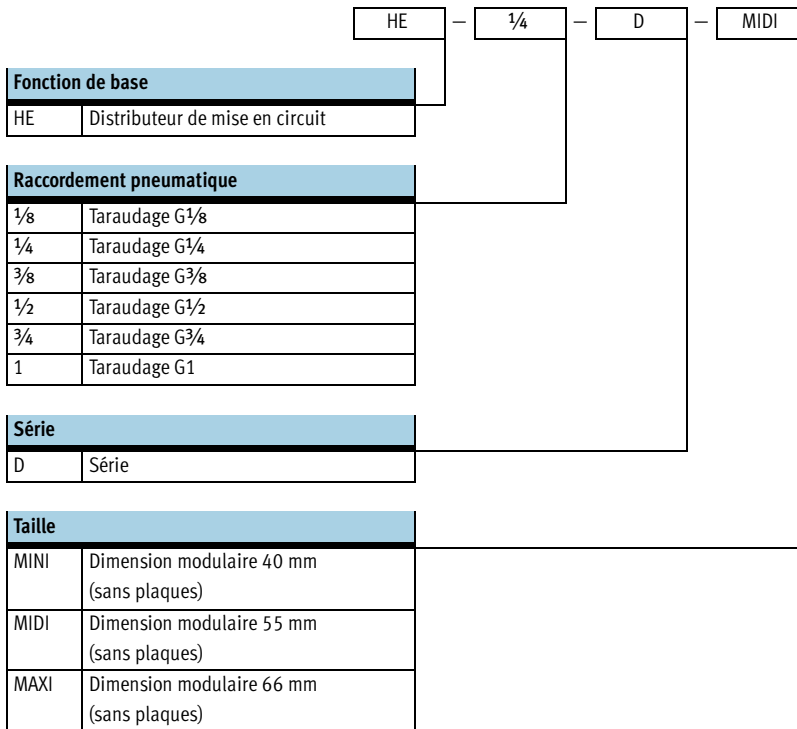 HE – ¼ – D – MIDI
Fonction de base
HE Distributeur de mise en circuit
Raccordement pneumatique
⅛ Taraudage G⅛
¼ Taraudage G¼
⅜ Taraudage G⅜
½ Taraudage G½
¾ Taraudage G¾
1 Taraudage G1
Série
D Série
Taille
MINI Dimension modulaire 40 mm
(sans plaques)
MIDI Dimension modulaire 55 mm
(sans plaques)
MAXI Dimension modulaire 66 mm
(sans plaques)